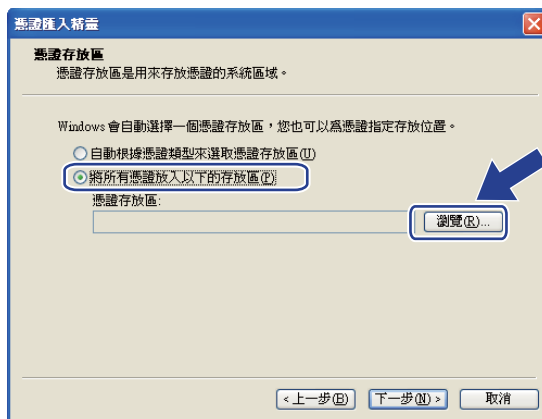 憑證匯入精靈
憑證存放區
憑證存放區是用來存放憑證的系統區域。
Windows 會自動選擇一個憑證存放區，您也可以為憑證指定存放位置。
自動根據憑證類型來選取憑證存放區(U)
將所有憑證放入以下的存放區(P)
憑證存放區:
瀏覽(R)...
<上一步(B)
下一步(N)>
取消